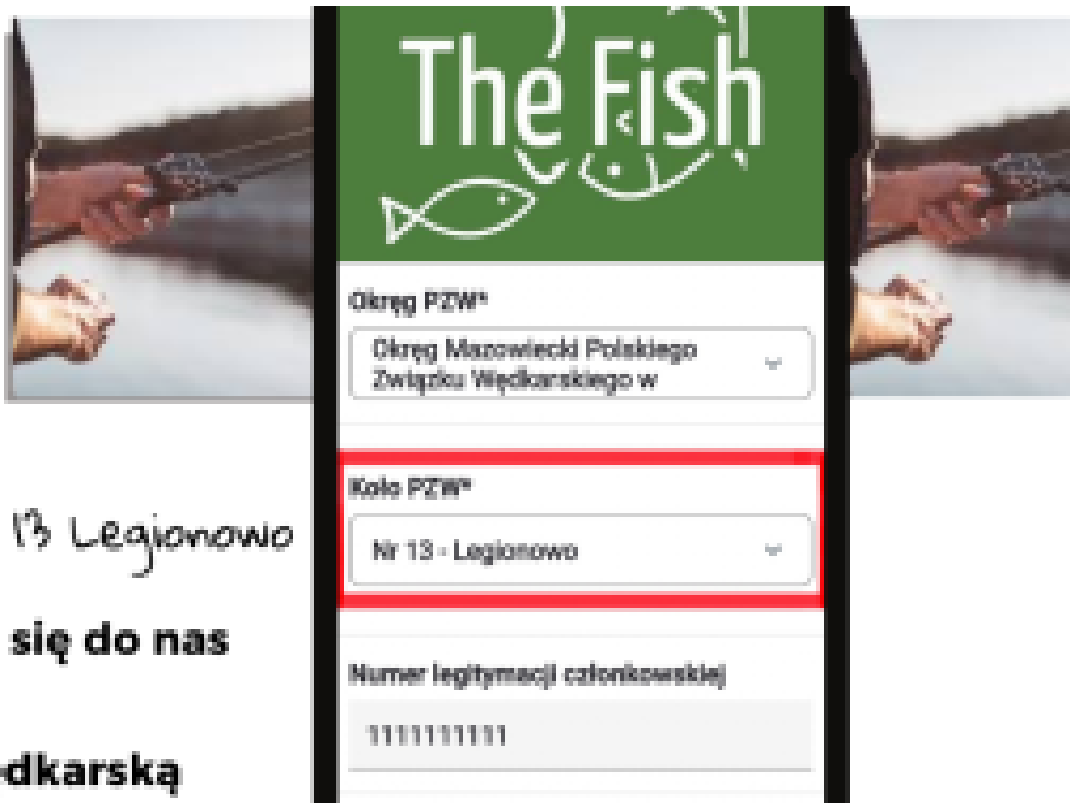 The Fish
Okręg PZW*
Okręg Mazowiecki Polskiego
Związku Wędkarskiego w
Koło PZW*
Nr 13 - Legionowo
Numer legitymacji członkowskiej
1111111111
13 Legionowo
się do nas
dkarską